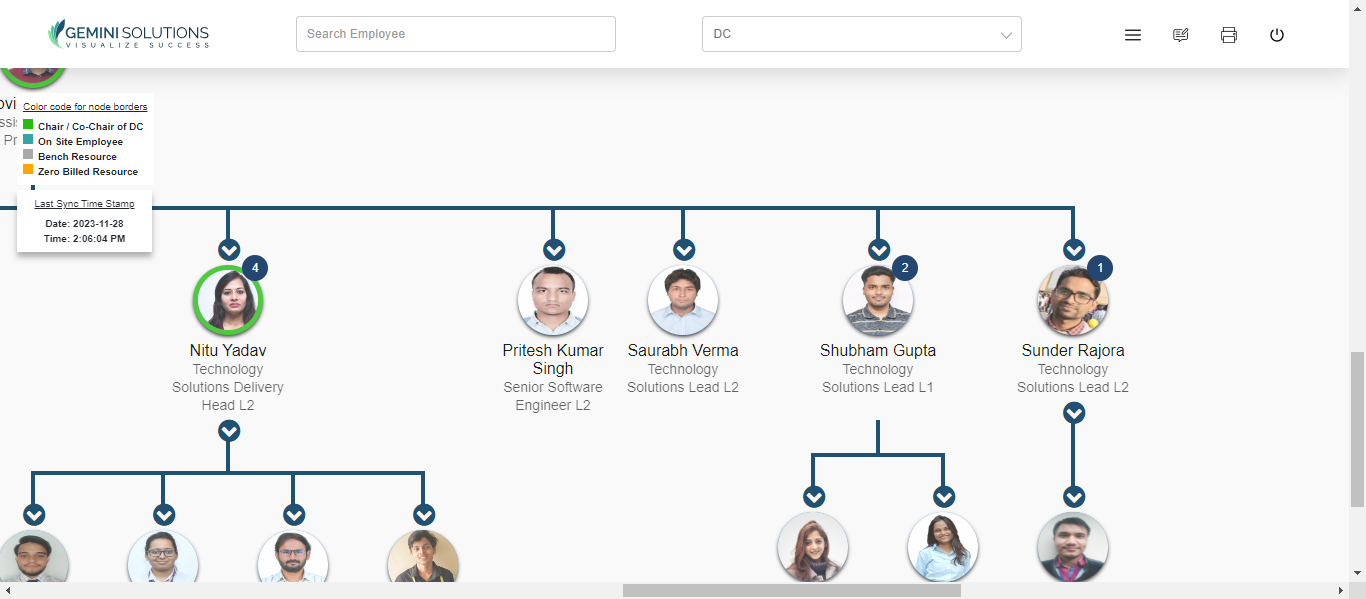 GEMINI SOLUTIONS
VISUALIZE SUCCESS
Search Employee
DC
Color code for node borders
Chair / Co-Chair of DC
On Site Employee
Bench Resource
Zero Billed Resource
Last Sync Time Stamp
Date: 2023-11-28
Time: 2:06:04 PM
4
Nitu Yadav
Technology
Solutions Delivery
Head L2
Pritesh Kumar
Singh
Senior Software
Engineer L2
Saurabh Verma
Technology
Solutions Lead L2
2
Shubham Gupta
Technology
Solutions Lead L1
1
Sunder Rajora
Technology
Solutions Lead L2